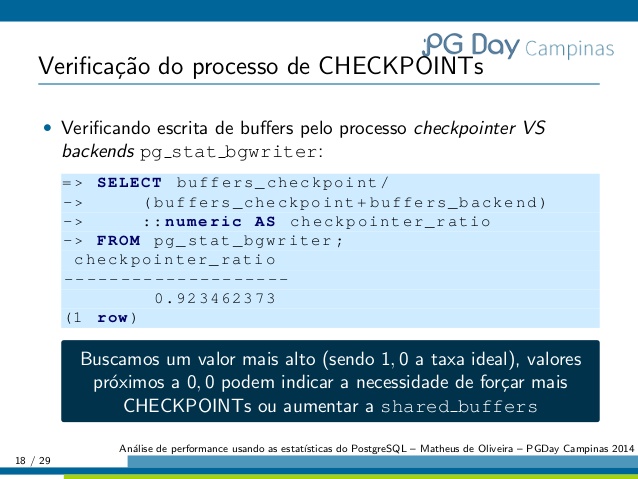 PG Day Campinas
Verificação do processo de CHECKPOINTs
• Verificando escrita de buffers pelo processo checkpointer VS
backends pg_stat_bgwriter:
=> SELECT buffers_checkpoint/
-> (buffers_checkpoint+buffers_backend)
-> ::numeric AS checkpointer_ratio
-> FROM pg_stat_bgwriter;
checkpointer_ratio
--------------------
0.923462373
(1 row)
Buscamos um valor mais alto (sendo 1,0 a taxa ideal), valores
próximos a 0,0 podem indicar a necessidade de forçar mais
CHECKPOINTs ou aumentar a shared_buffers
Análise de performance usando as estatísticas do PostgreSQL – Matheus de Oliveira – PGDay Campinas 2014
18 / 29